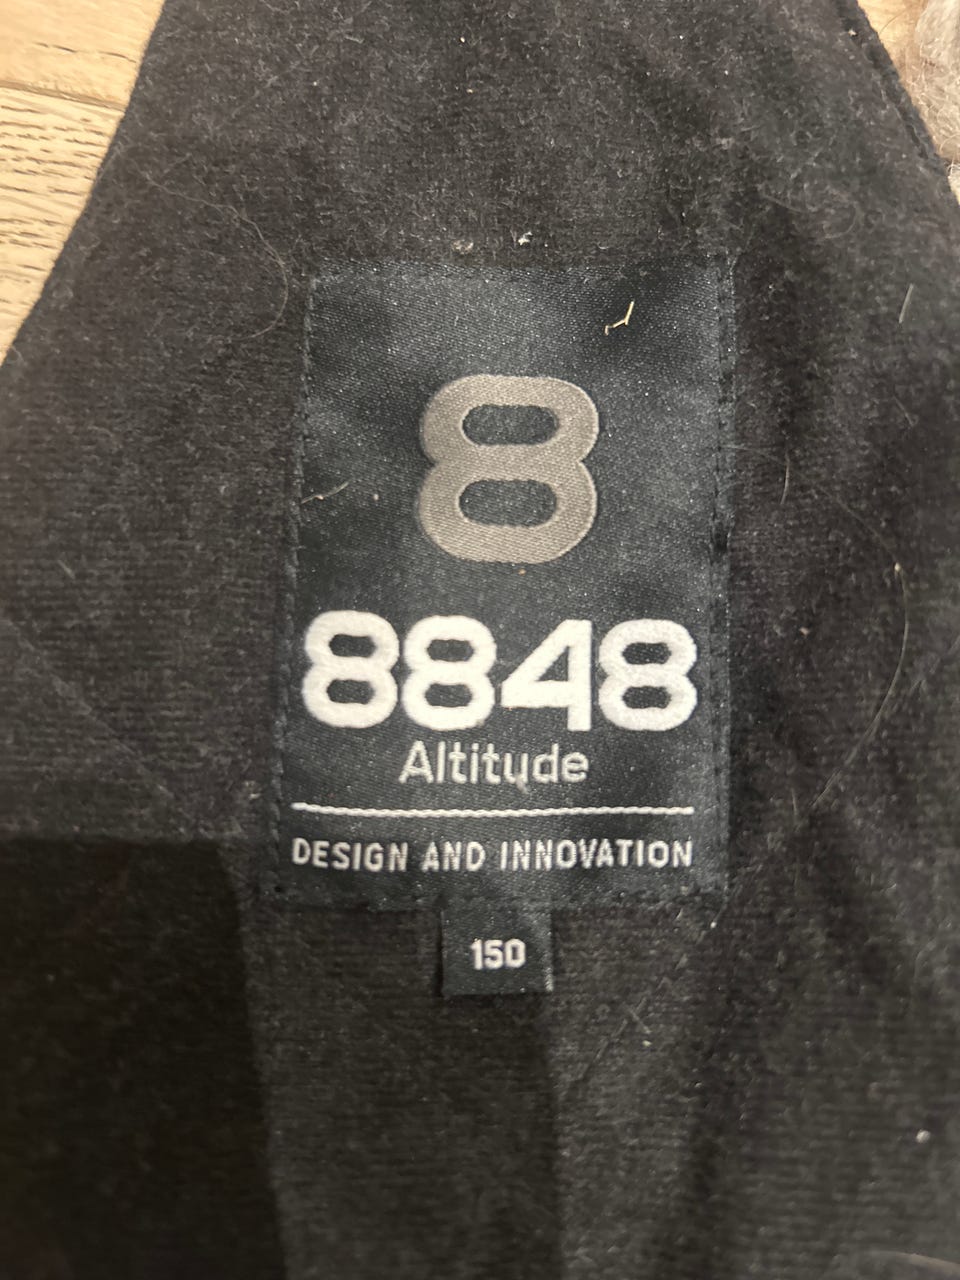 8
8848
Altitude
DESIGN AND INNOVATION
150